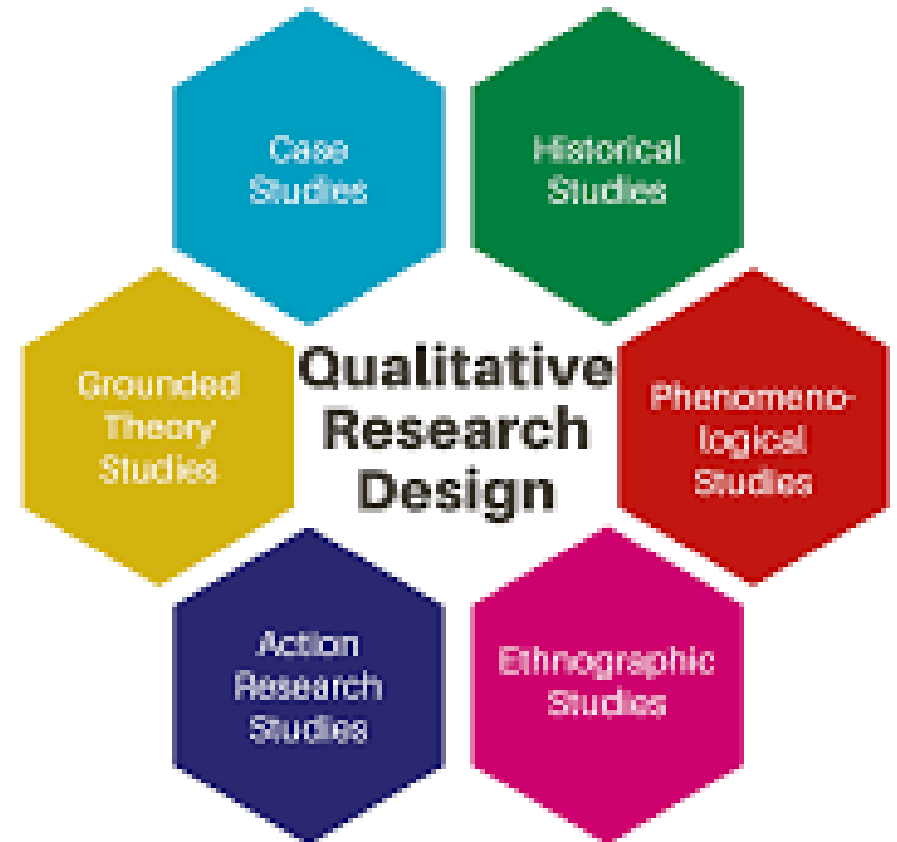 Case
Studies
Historical
Studies
Grounded
Theory
Studies
Qualitative
Research
Design
Phenomeno-
logical
Studies
Action
Research
Studies
Ethnographic
Studies